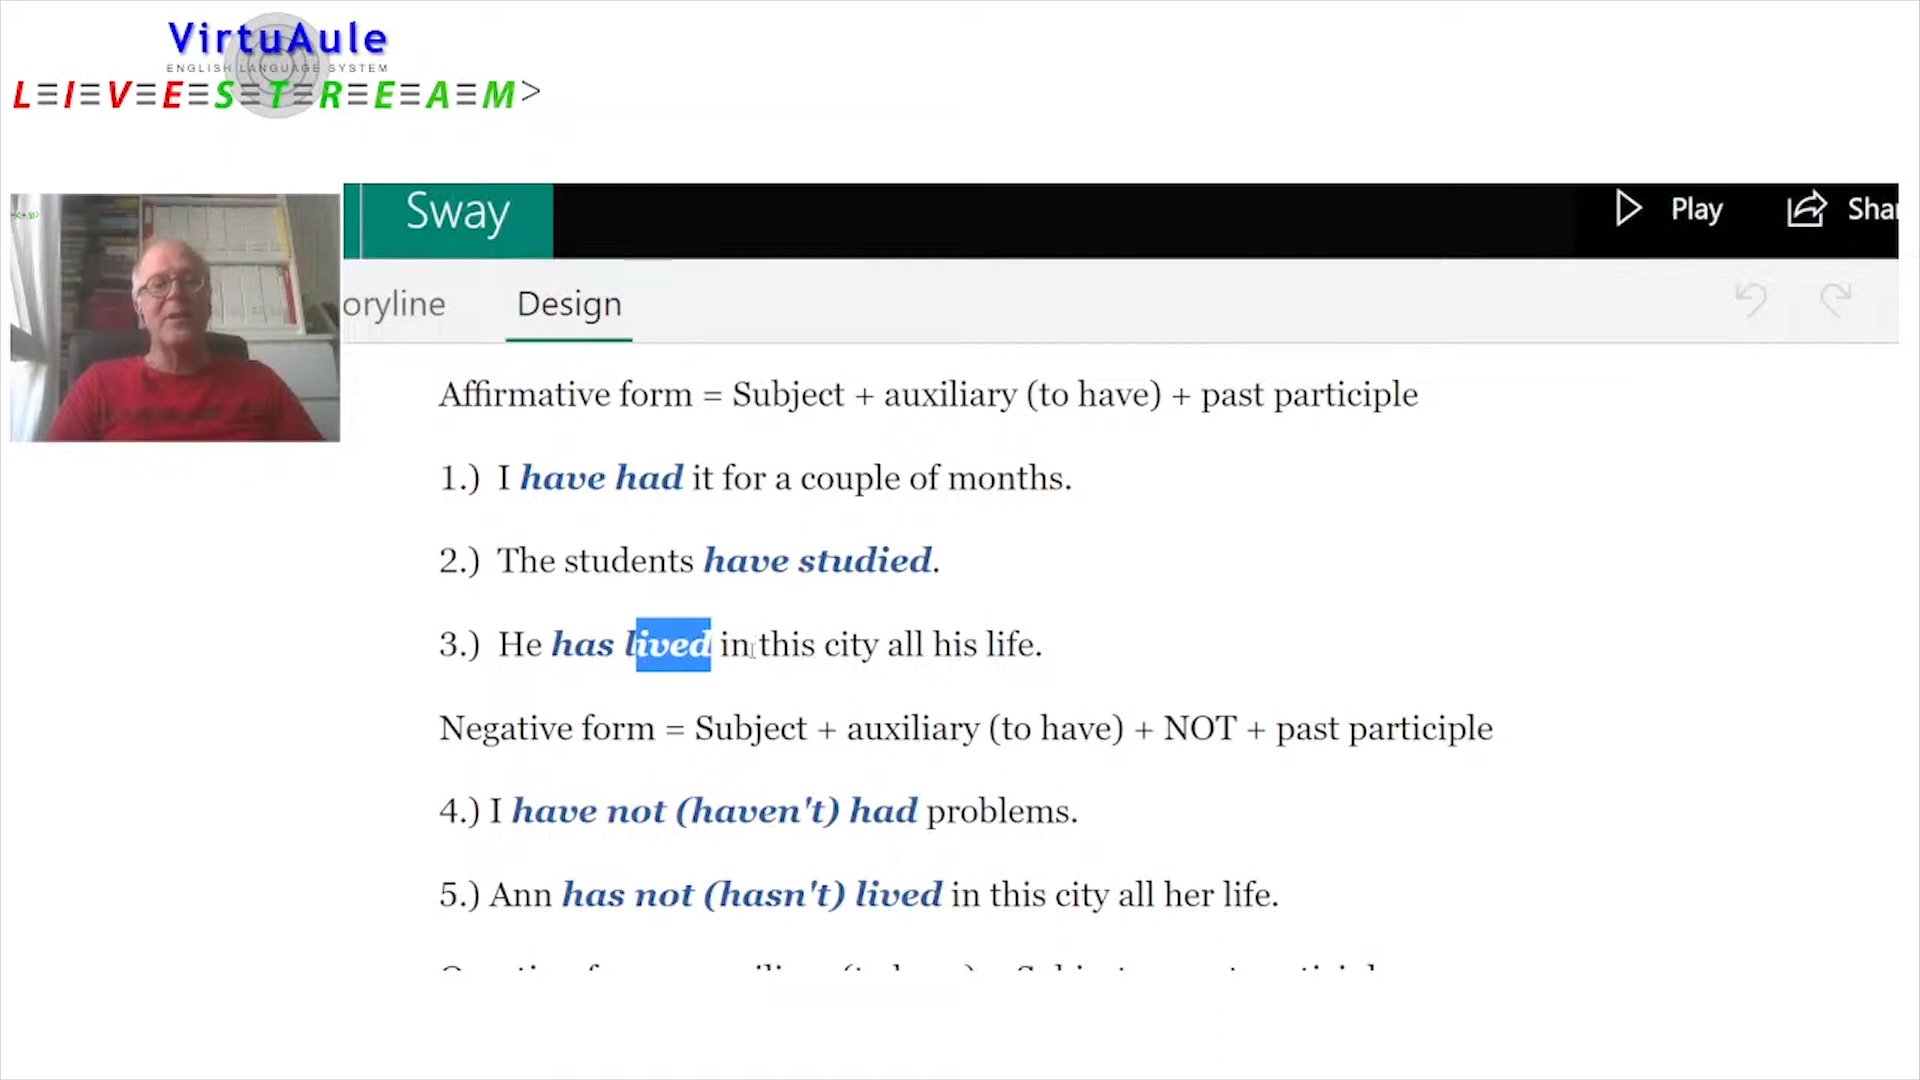 VirtuAule
ENGLISH LANGUAGE SYSTEM
L≡I≡V≡E≡S≡T≡R≡E≡A≡M>
Sway
Play
Shar
oryline
Design
Affirmative form = Subject + auxiliary (to have) + past participle
1.) I have had it for a couple of months.
2.) The students have studied.
3.) He has lived in this city all his life.
Negative form = Subject + auxiliary (to have) + NOT + past participle
4.) I have not (haven't) had problems.
5.) Ann has not (hasn't) lived in this city all her life.